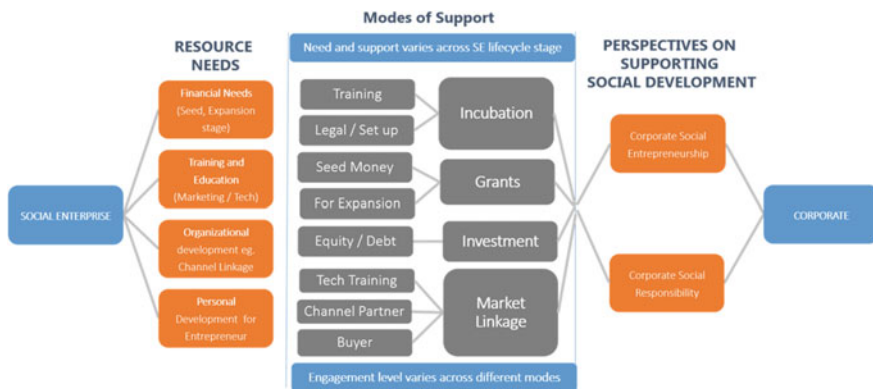 Modes of Support
RESOURCE
NEEDS
Need and support varies across SE lifecycle stage
PERSPECTIVES ON
SUPPORTING
SOCIAL DEVELOPMENT
SOCIAL ENTERPRISE
Financial Needs
(Seed, Expansion
stage)
Training and
Education
(Marketing / Tech)
Organizational
development eg.
Channel Linkage
Personal
Development for
Entrepreneur
Training
Legal / Set up
Seed Money
For Expansion
Equity / Debt
Tech Training
Channel Partner
Buyer
Incubation
Grants
Investment
Market
Linkage
Corporate Social
Entrepreneurship
Corporate Social
Responsibility
CORPORATE
Engagement level varies across different modes